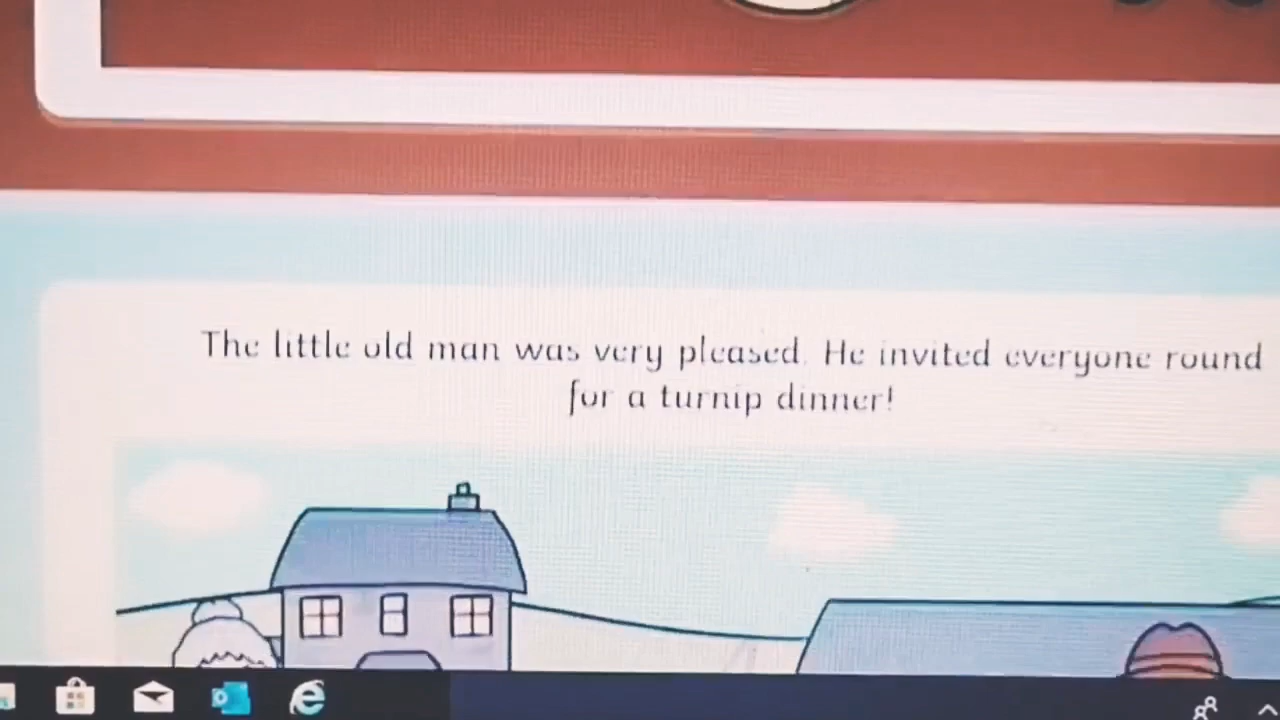 The little old man was very pleased. He invited everyone round
for a turnip dinner!